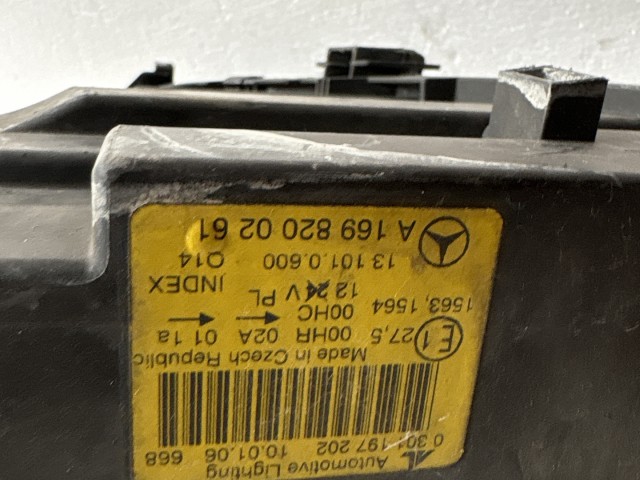 Automotive Lighting
0 301 197 202 10.01.06 668
Made in Czech Republic
E1 27,5 00HR 02A 01 1a
00HC
1563, 1564 12 24 V PL INDEX
13 101.0.600 Q14
A 169 820 02 61